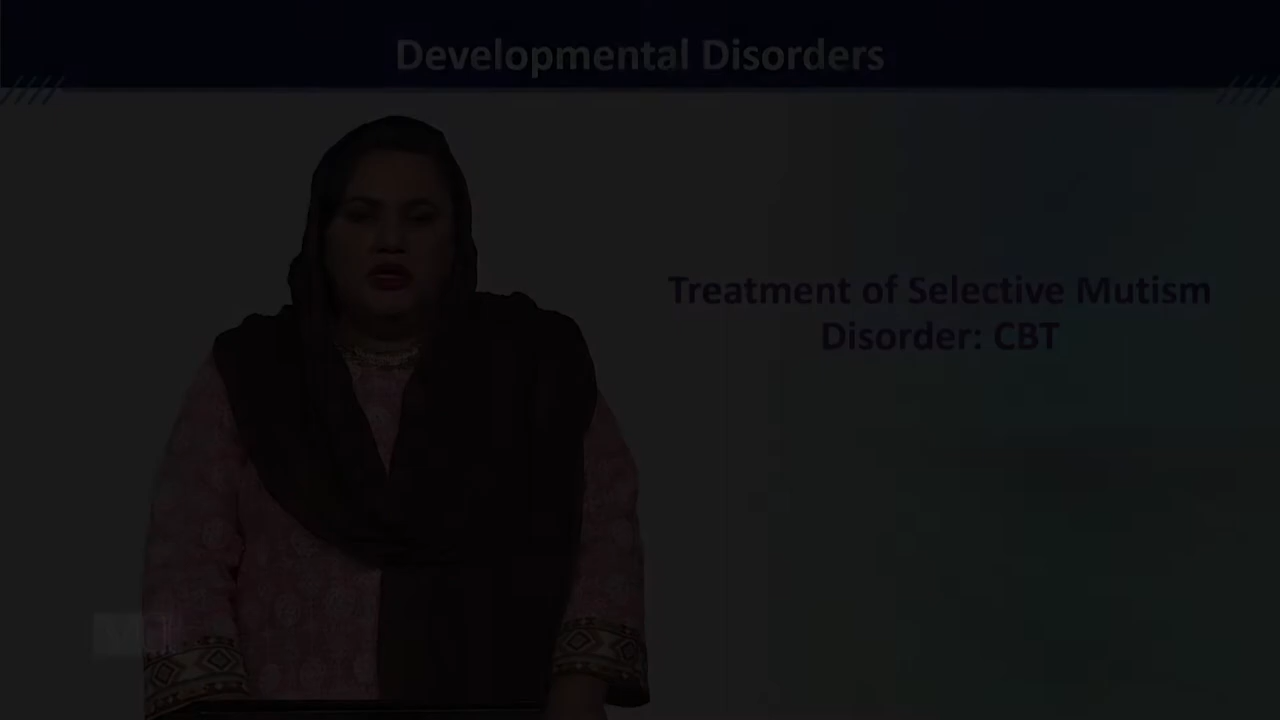 Developmental Disorders
Treatment of Selective Mutism
Disorder: CBT